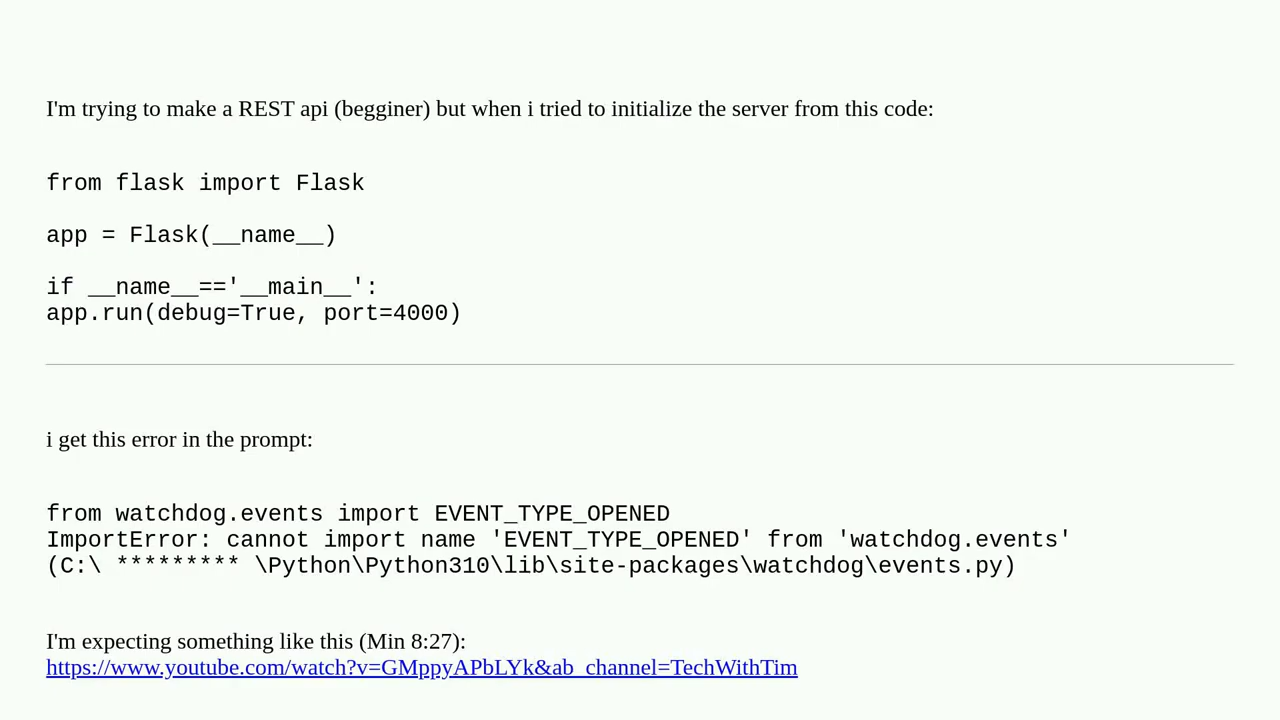 I'm trying to make a REST api (begginer) but when i tried to initialize the server from this code:
from flask import Flask
app = Flask(__name__)
if __name__=='__main__':
app.run(debug=True, port=4000)
i get this error in the prompt:
from watchdog.events import EVENT_TYPE_OPENED
ImportError: cannot import name 'EVENT_TYPE_OPENED' from 'watchdog.events'
(C:\ ********* \Python\Python310\lib\site-packages\watchdog\events.py)
I'm expecting something like this (Min 8:27):
https://www.youtube.com/watch?v=GMppyAPbLYk&ab_channel=TechWithTim